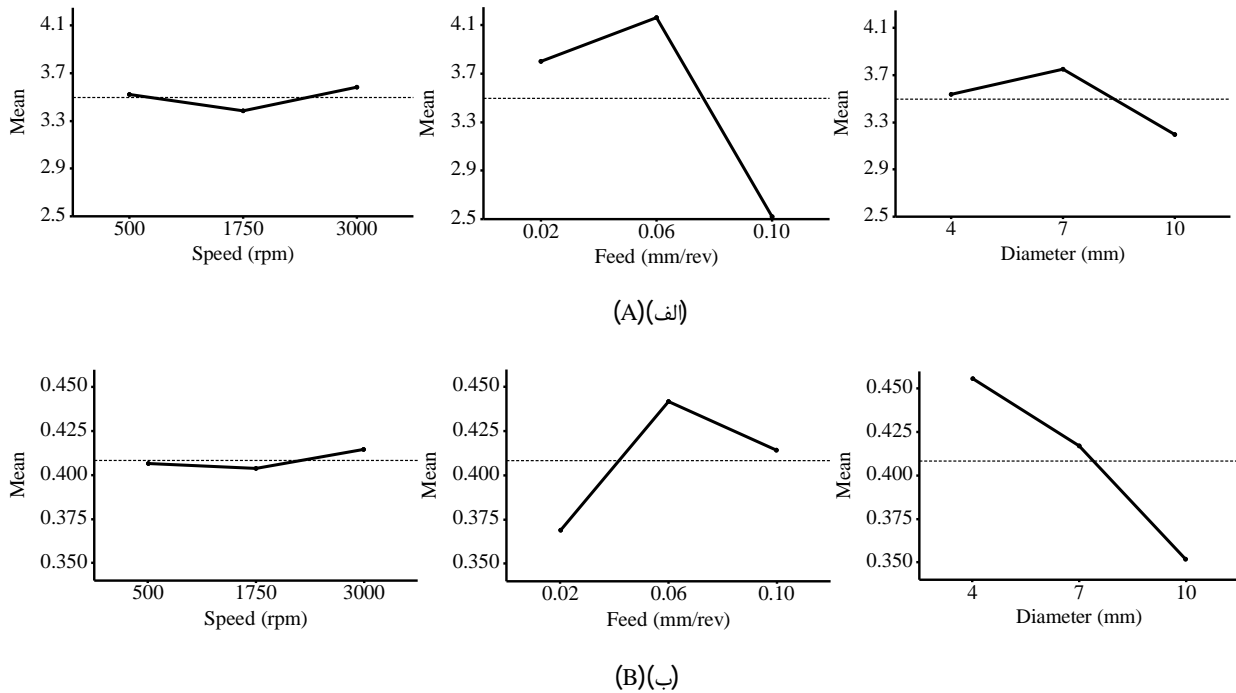 Mean
4.1
3.7
3.3
2.9
2.5
500 1750 3000
Speed (rpm)
Mean
4.1
3.7
3.3
2.9
2.5
0.02 0.06 0.10
Feed (mm/rev)
Mean
4.1
3.7
3.3
2.9
2.5
4 7 10
Diameter (mm)
(الف)(A)
Mean
0.450
0.425
0.400
0.375
0.350
500 1750 3000
Speed (rpm)
Mean
0.450
0.425
0.400
0.375
0.350
0.02 0.06 0.10
Feed (mm/rev)
Mean
0.450
0.425
0.400
0.375
0.350
4 7 10
Diameter (mm)
(ب)(B)